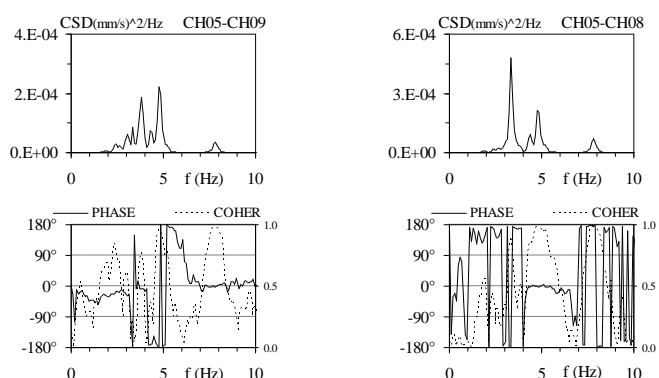 CSD(mm/s)^2/Hz CH05-CH09
4.E-04
2.E-04
0.E+00
0 5 10
f (Hz)
PHASE COHER
180° 1.0
90°
0° 0.5
-90°
-180° 0.0
0 5 10
f (Hz)
CSD(mm/s)^2/Hz CH05-CH08
6.E-04
3.E-04
0.E+00
0 5 10
f (Hz)
PHASE COHER
180° 1.0
90°
0° 0.5
-90°
-180° 0.0
0 5 10
f (Hz)